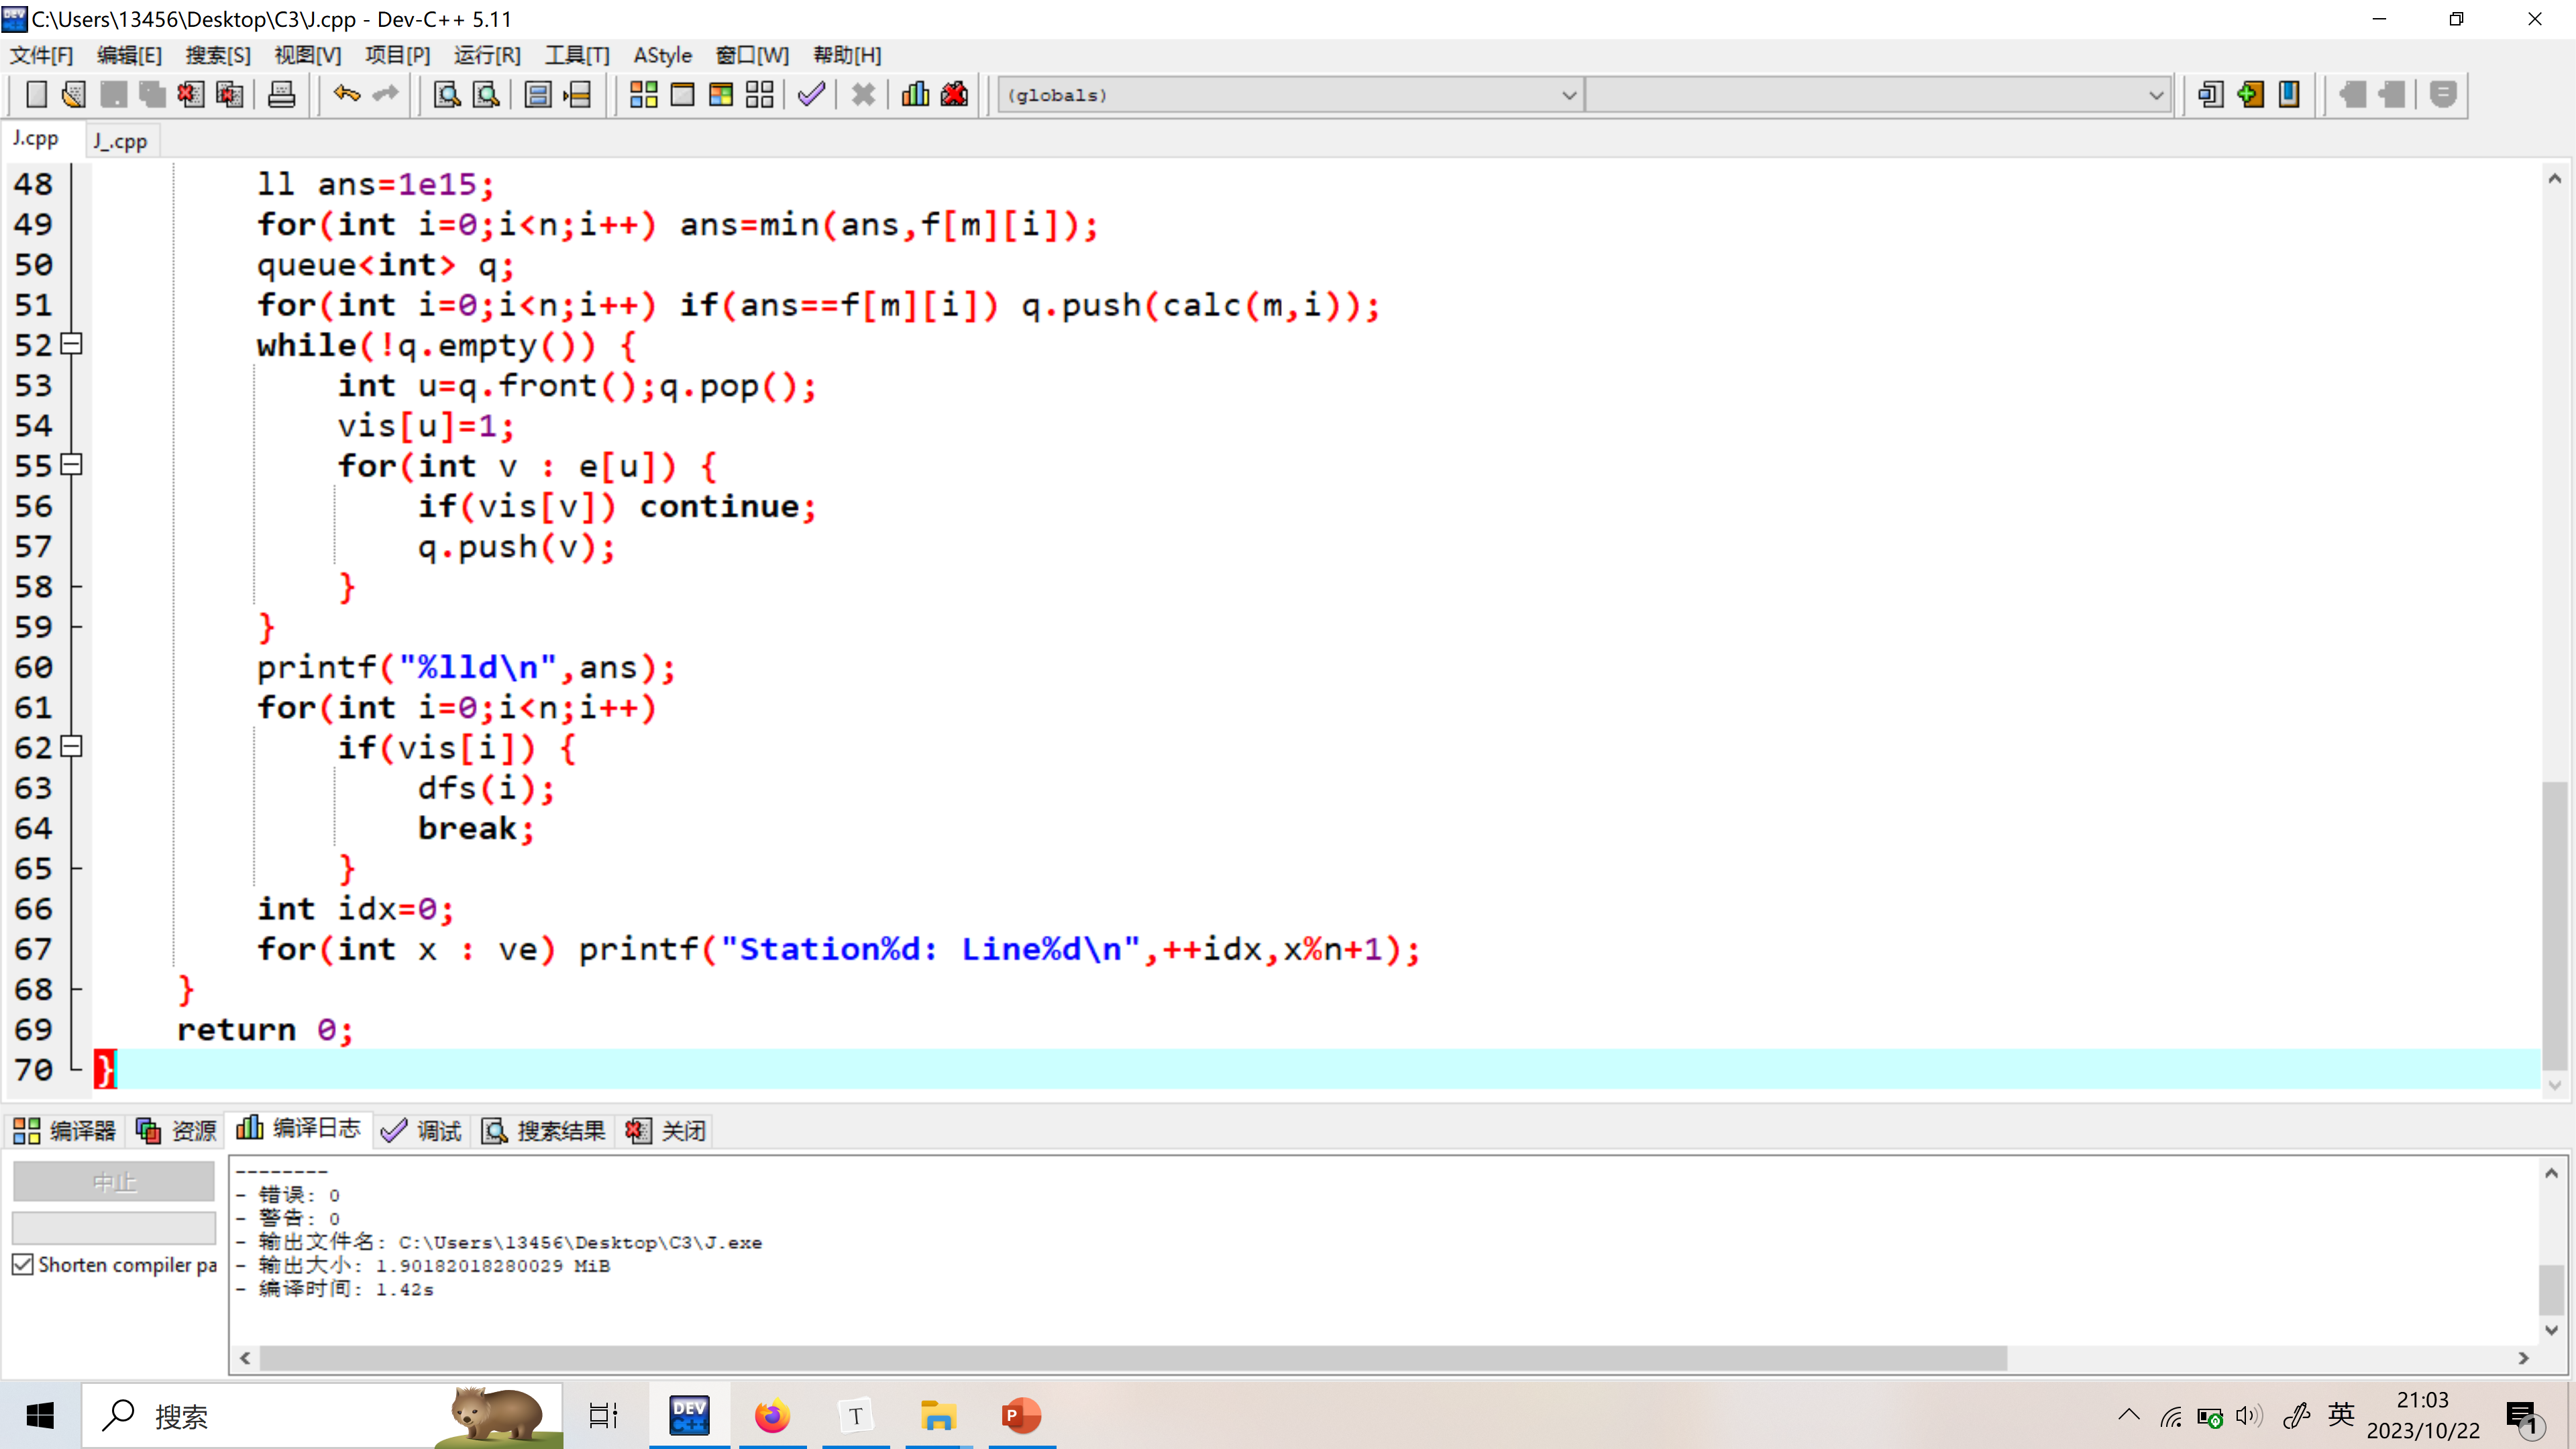 C:\Users\13456\Desktop\C3\J.cpp - Dev-C++ 5.11
文件[F] 编辑[E] 搜索[S] 视图[V] 项目[P] 运行[R] 工具[T] AStyle 窗口[W] 帮助[H]
(globals)
J.cpp J_.cpp
48 ll ans=1e15;
49 for(int i=0;i<n;i++) ans=min(ans,f[m][i]);
50 queue<int> q;
51 for(int i=0;i<n;i++) if(ans==f[m][i]) q.push(calc(m,i));
52 while(!q.empty()) {
53 int u=q.front();q.pop();
54 vis[u]=1;
55 for(int v : e[u]) {
56 if(vis[v]) continue;
57 q.push(v);
58 }
59 }
60 printf("%lld\n",ans);
61 for(int i=0;i<n;i++)
62 if(vis[i]) {
63 dfs(i);
64 break;
65 }
66 int idx=0;
67 for(int x : ve) printf("Station%d: Line%d\n",++idx,x%n+1);
68 }
69 return 0;
70 }
编译器 资源 编译日志 调试 搜索结果 关闭
中止
Shorten compiler pa
--------
- 错误: 0
- 警告: 0
- 输出文件名: C:\Users\13456\Desktop\C3\J.exe
- 输出大小: 1.90182018280029 MiB
- 编译时间: 1.42s
搜索
DEV C++
T
P
英
21:03
2023/10/22
1